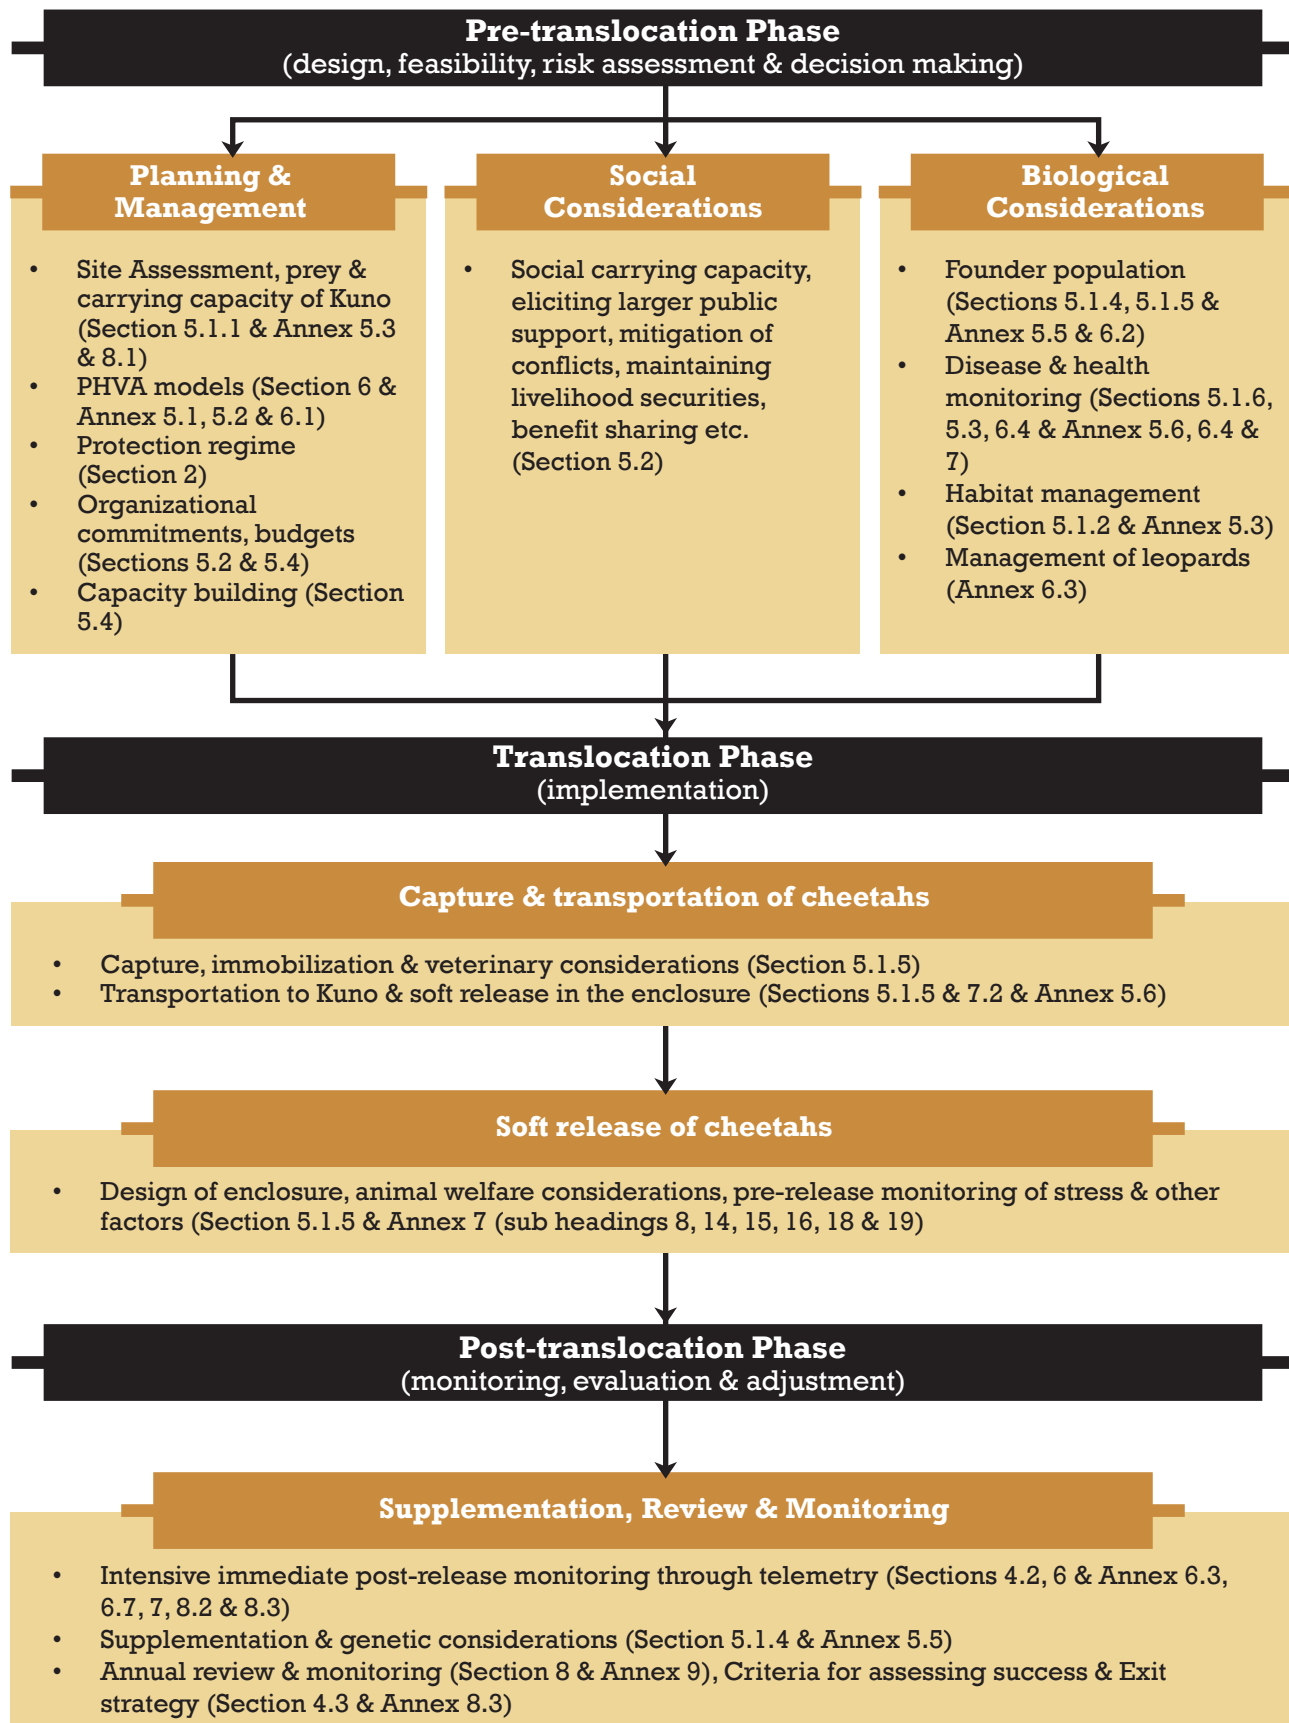 Pre-translocation Phase
(design, feasibility, risk assessment & decision making)
Planning &
Management
• Site Assessment, prey &
carrying capacity of Kuno
(Section 5.1.1 & Annex 5.3
& 8.1)
• PHVA models (Section 6 &
Annex 5.1, 5.2 & 6.1)
• Protection regime
(Section 2)
• Organizational
commitments, budgets
(Sections 5.2 & 5.4)
• Capacity building (Section
5.4)
Social
Considerations
• Social carrying capacity,
eliciting larger public
support, mitigation of
conflicts, maintaining
livelihood securities,
benefit sharing etc.
(Section 5.2)
Biological
Considerations
• Founder population
(Sections 5.1.4, 5.1.5 &
Annex 5.5 & 6.2)
• Disease & health
monitoring (Sections 5.1.6,
5.3, 6.4 & Annex 5.6, 6.4 &
7)
• Habitat management
(Section 5.1.2 & Annex 5.3)
• Management of leopards
(Annex 6.3)
Translocation Phase
(implementation)
Capture & transportation of cheetahs
• Capture, immobilization & veterinary considerations (Section 5.1.5)
• Transportation to Kuno & soft release in the enclosure (Sections 5.1.5 & 7.2 & Annex 5.6)
Soft release of cheetahs
• Design of enclosure, animal welfare considerations, pre-release monitoring of stress & other
factors (Section 5.1.5 & Annex 7 (sub headings 8, 14, 15, 16, 18 & 19)
Post-translocation Phase
(monitoring, evaluation & adjustment)
Supplementation, Review & Monitoring
• Intensive immediate post-release monitoring through telemetry (Sections 4.2, 6 & Annex 6.3,
6.7, 7, 8.2 & 8.3)
• Supplementation & genetic considerations (Section 5.1.4 & Annex 5.5)
• Annual review & monitoring (Section 8 & Annex 9), Criteria for assessing success & Exit
strategy (Section 4.3 & Annex 8.3)